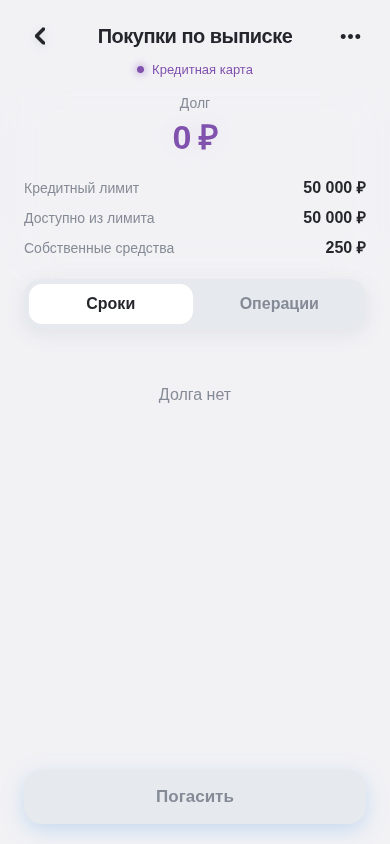 Покупки по выписке
Кредитная карта
Долг
0 ₽
Кредитный лимит 50 000 ₽
Доступно из лимита 50 000 ₽
Собственные средства 250 ₽
Сроки Операции
Долга нет
Погасить